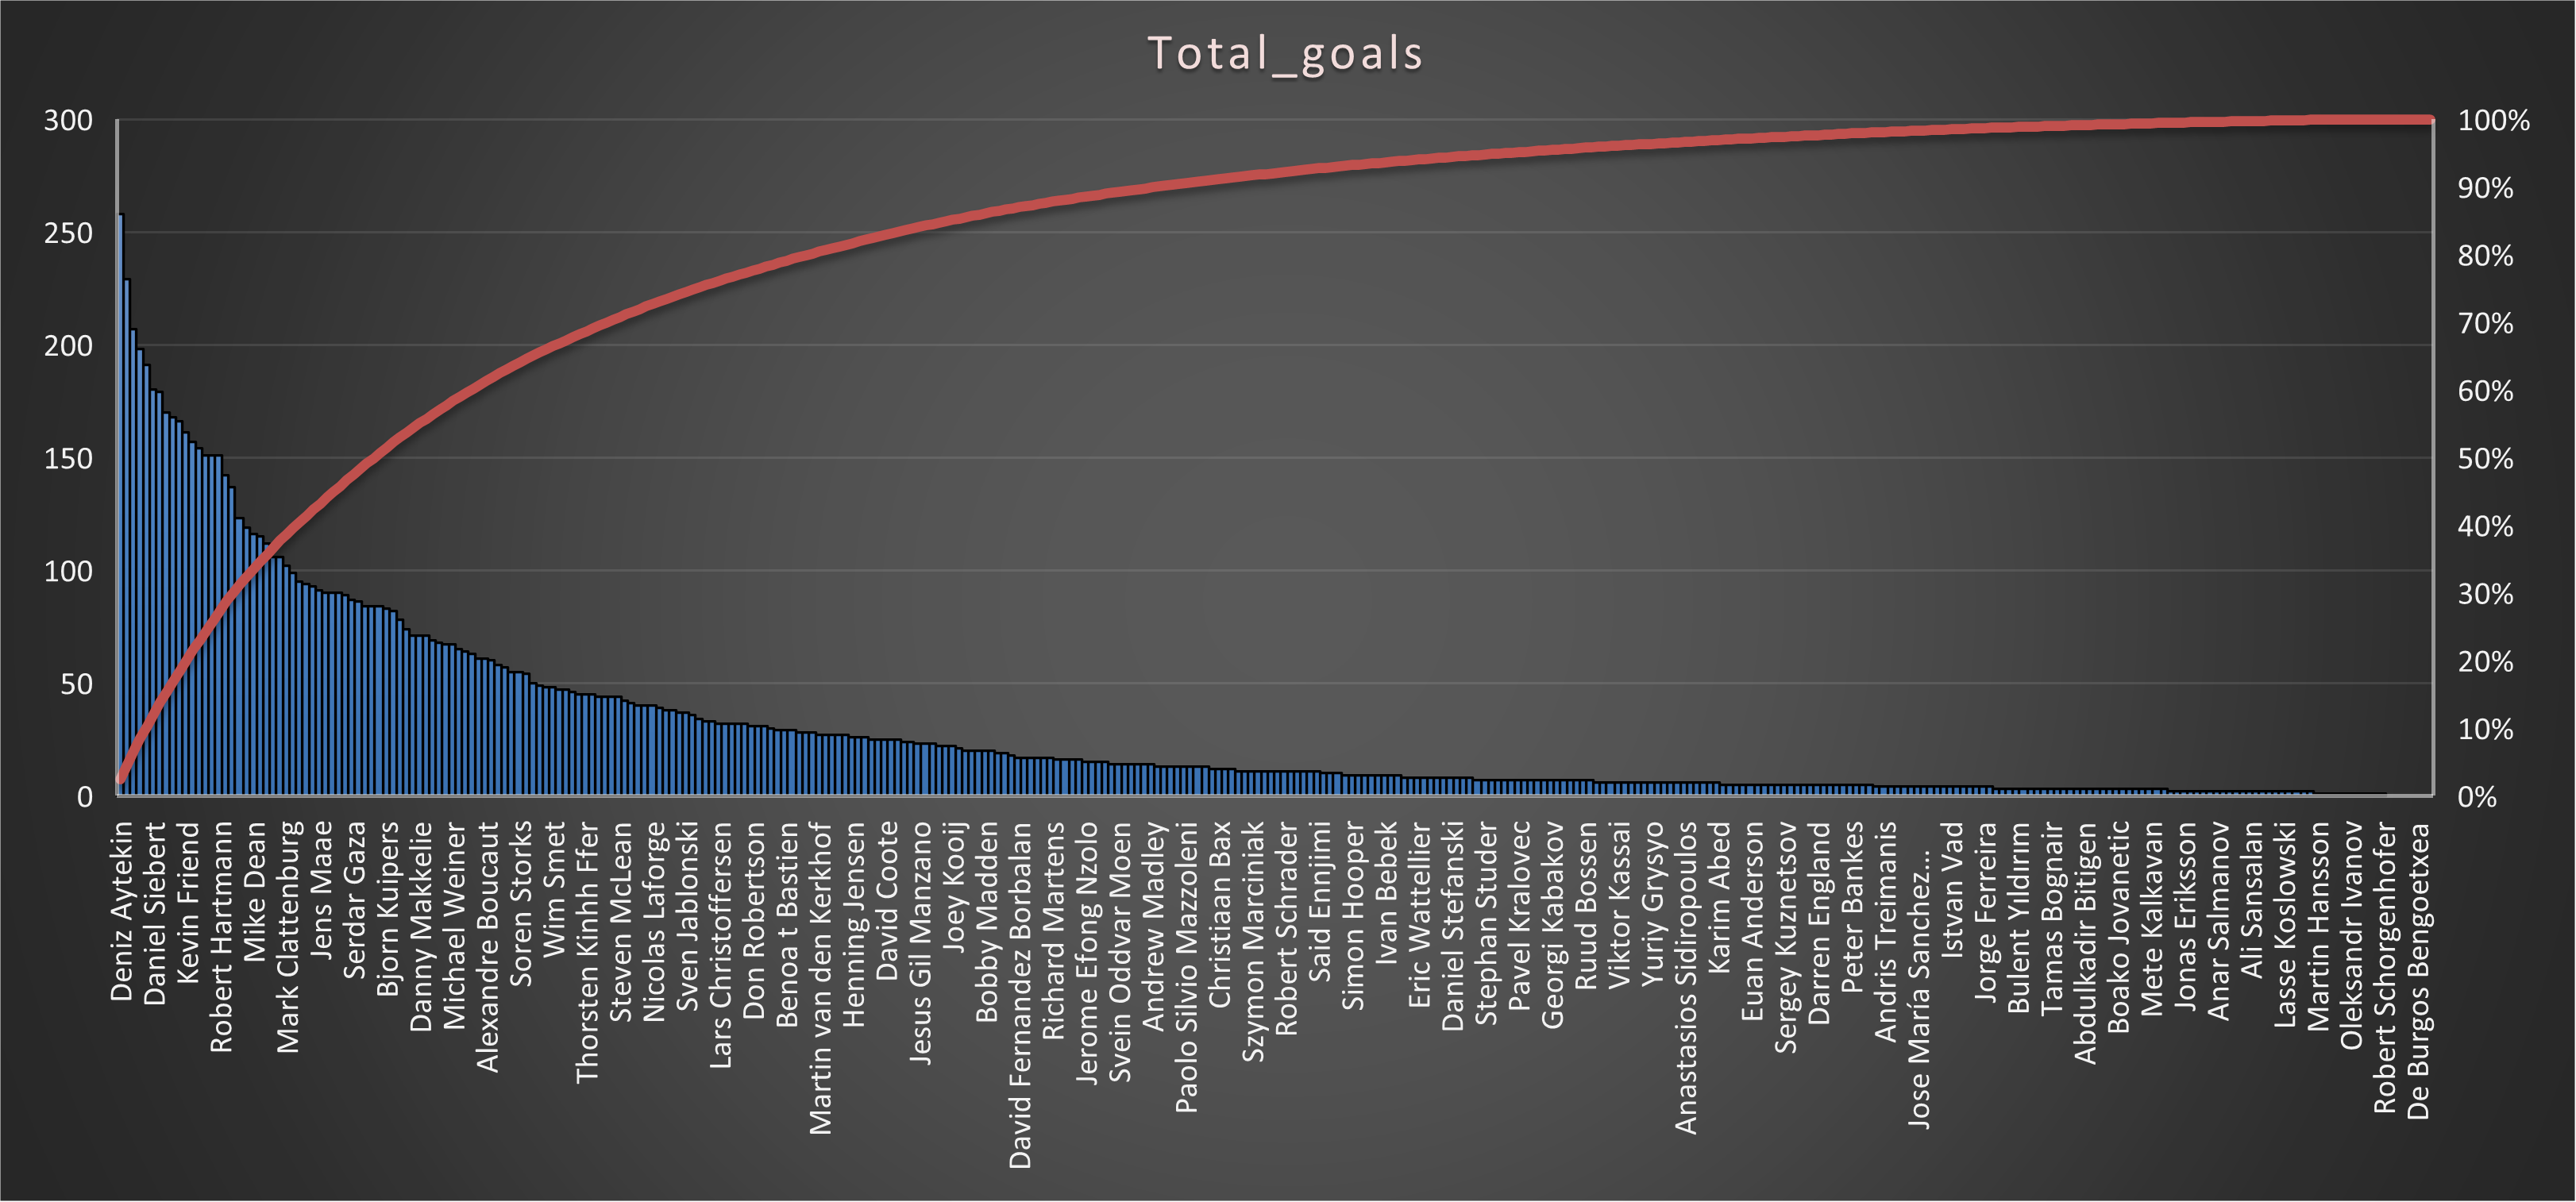 Total_goals
300
250
200
150
100
50
0
100%
90%
80%
70%
60%
50%
40%
30%
20%
10%
0%
Deniz Aytekin
Daniel Siebert
Kevin Friend
Robert Hartmann
Mike Dean
Mark Clattenburg
Jens Maae
Serdar Gaza
Bjorn Kuipers
Danny Makkelie
Michael Weiner
Alexandre Boucaut
Soren Storks
Wim Smet
Thorsten Kinhh Ffer
Steven McLean
Nicolas Laforge
Sven Jablonski
Lars Christoffersen
Don Robertson
Benoa t Bastien
Martin van den Kerkhof
Henning Jensen
David Coote
Jesus Gil Manzano
Joey Kooij
Bobby Madden
David Fernandez Borbalan
Richard Martens
Jerome Efong Nzolo
Svein Oddvar Moen
Andrew Madley
Paolo Silvio Mazzoleni
Christiaan Bax
Szymon Marciniak
Robert Schrader
Said Ennjimi
Simon Hooper
Ivan Bebek
Eric Wattellier
Daniel Stefanski
Stephan Studer
Pavel Kralovec
Georgi Kabakov
Ruud Bossen
Viktor Kassai
Yuriy Grysyo
Anastasios Sidiropoulos
Karim Abed
Euan Anderson
Sergey Kuznetsov
Darren England
Peter Bankes
Andris Treimanis
Jose María Sanchez...
Istvan Vad
Jorge Ferreira
Bulent Yıldırım
Tamas Bognair
Abdulkadir Bitigen
Boako Jovanetic
Mete Kalkavan
Jonas Eriksson
Anar Salmanov
Ali Sansalan
Lasse Koslowski
Martin Hansson
Oleksandr Ivanov
Robert Schorgenhofer
De Burgos Bengoetxea